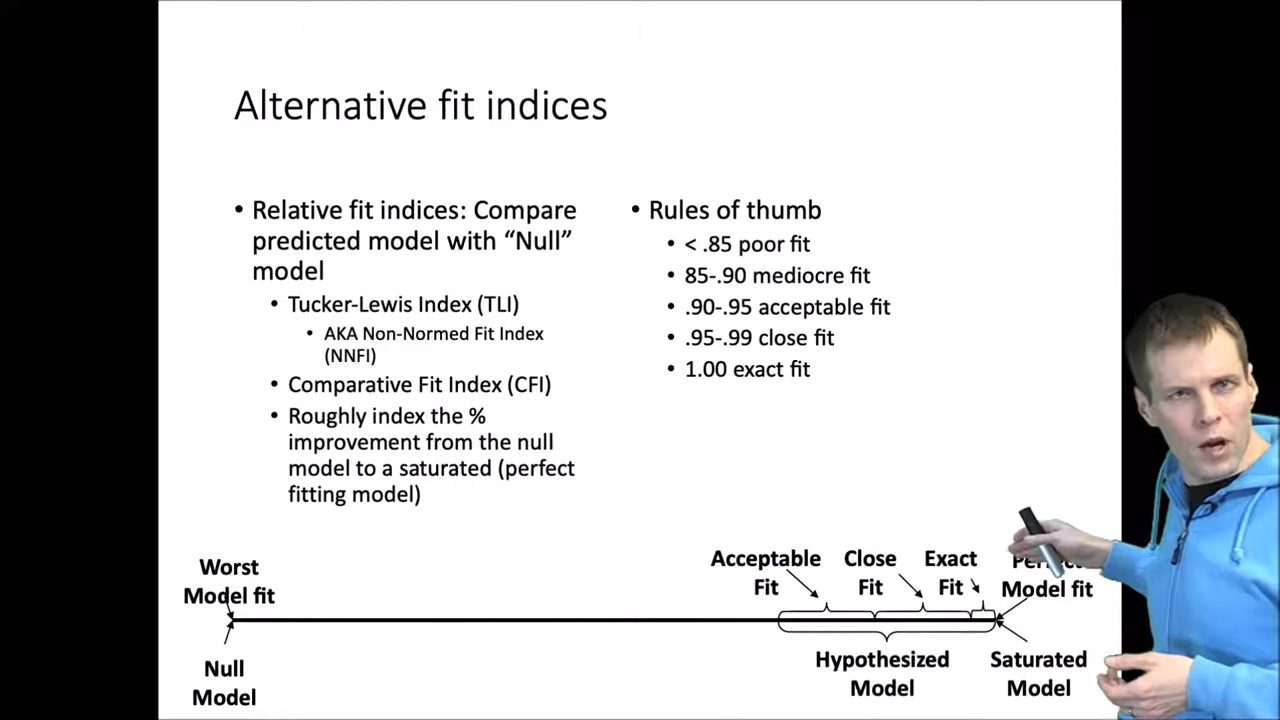 Alternative fit indices
• Relative fit indices: Compare
predicted model with “Null”
model
• Tucker-Lewis Index (TLI)
• AKA Non-Normed Fit Index
(NNFI)
• Comparative Fit Index (CFI)
• Roughly index the %
improvement from the null
model to a saturated (perfect
fitting model)
• Rules of thumb
• < .85 poor fit
• 85-.90 mediocre fit
• .90-.95 acceptable fit
• .95-.99 close fit
• 1.00 exact fit
Worst
Model fit
Null
Model
Acceptable
Fit
Close
Fit
Exact
Fit
Model fit
Hypothesized
Model
Saturated
Model